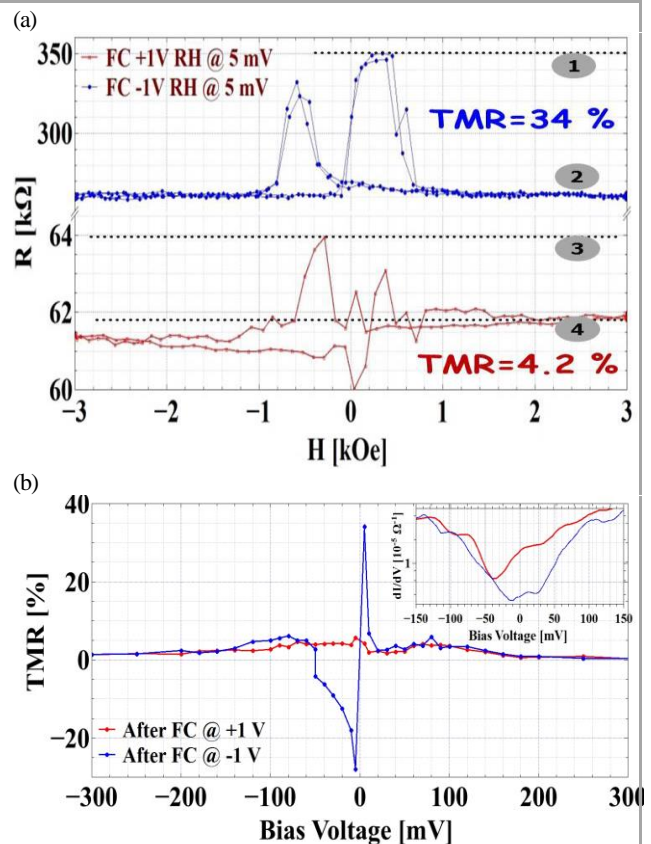 (a)
FC +1V RH @ 5 mV
FC -1V RH @ 5 mV
TMR=34 %
TMR=4.2 %
1
2
3
4
R [kΩ]
350
300
64
62
60
−3 −2 −1 0 1 2 3
H [kOe]
(b)
TMR [%]
40
20
0
−20
After FC @ +1 V
After FC @ -1 V
−300 −200 −100 0 100 200 300
Bias Voltage [mV]
dI/dV [10⁻⁵ Ω⁻¹]
1
−150 −100 −50 0 50 100 150
Bias Voltage [mV]